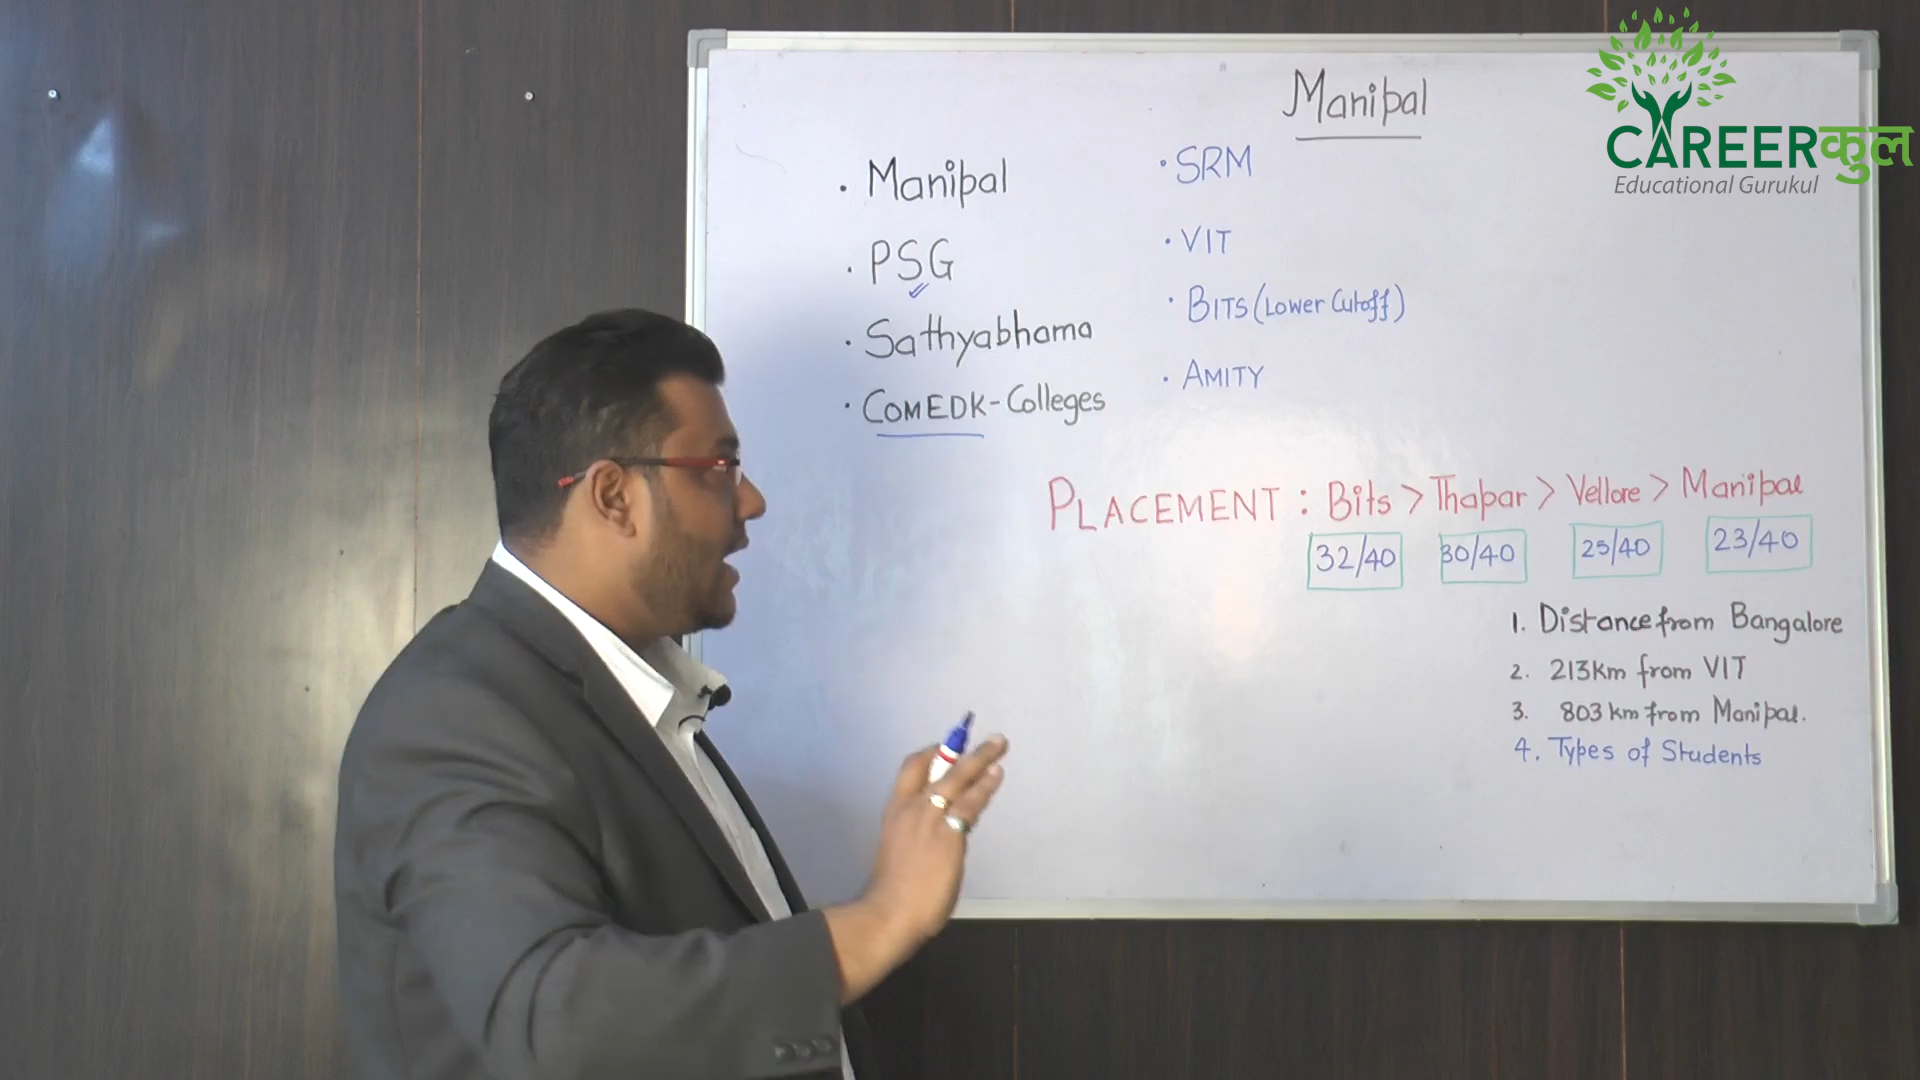 Manipal
CAREERकुल
Educational Gurukul
. Manipal
. PSG
. Sathyabhama
. COMEDK-Colleges
. SRM
. VIT
. BITS (Lower Cutoff)
. AMITY
PLACEMENT : Bits > Thapar > Vellore > Manipal
32/40 30/40 25/40 23/40
1. Distance from Bangalore
2. 213km from VIT
3. 803 km from Manipal.
4. Types of Students